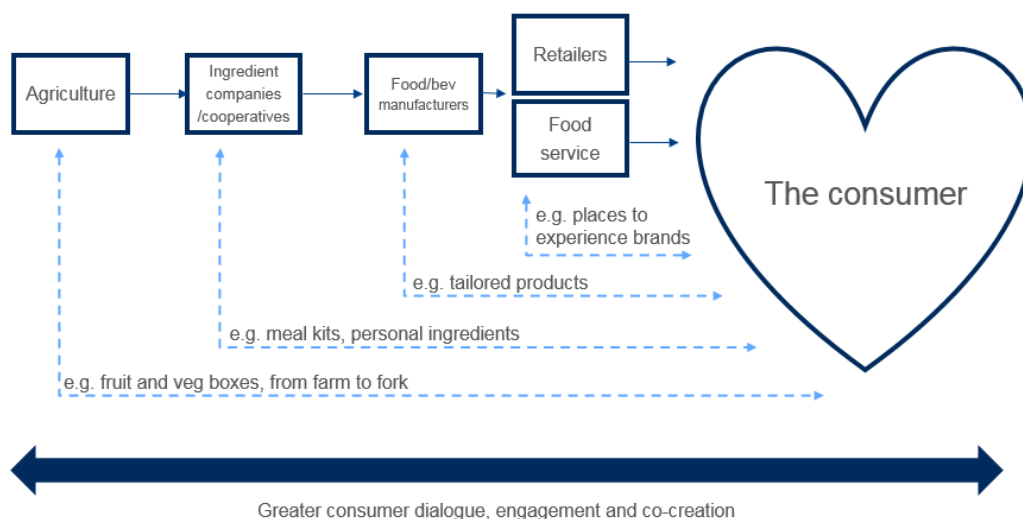 Agriculture
Ingredient
companies
/cooperatives
Food/bev
manufacturers
Retailers
Food
service
The consumer
e.g. places to
experience brands
e.g. tailored products
e.g. meal kits, personal ingredients
e.g. fruit and veg boxes, from farm to fork
Greater consumer dialogue, engagement and co-creation